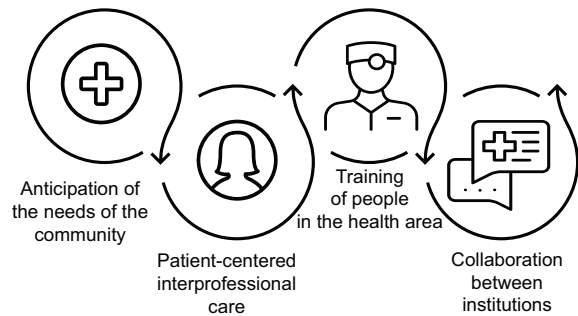 Anticipation of
the needs of the
community
Patient-centered
interprofessional
care
Training
of people
in the health area
Collaboration
between
institutions